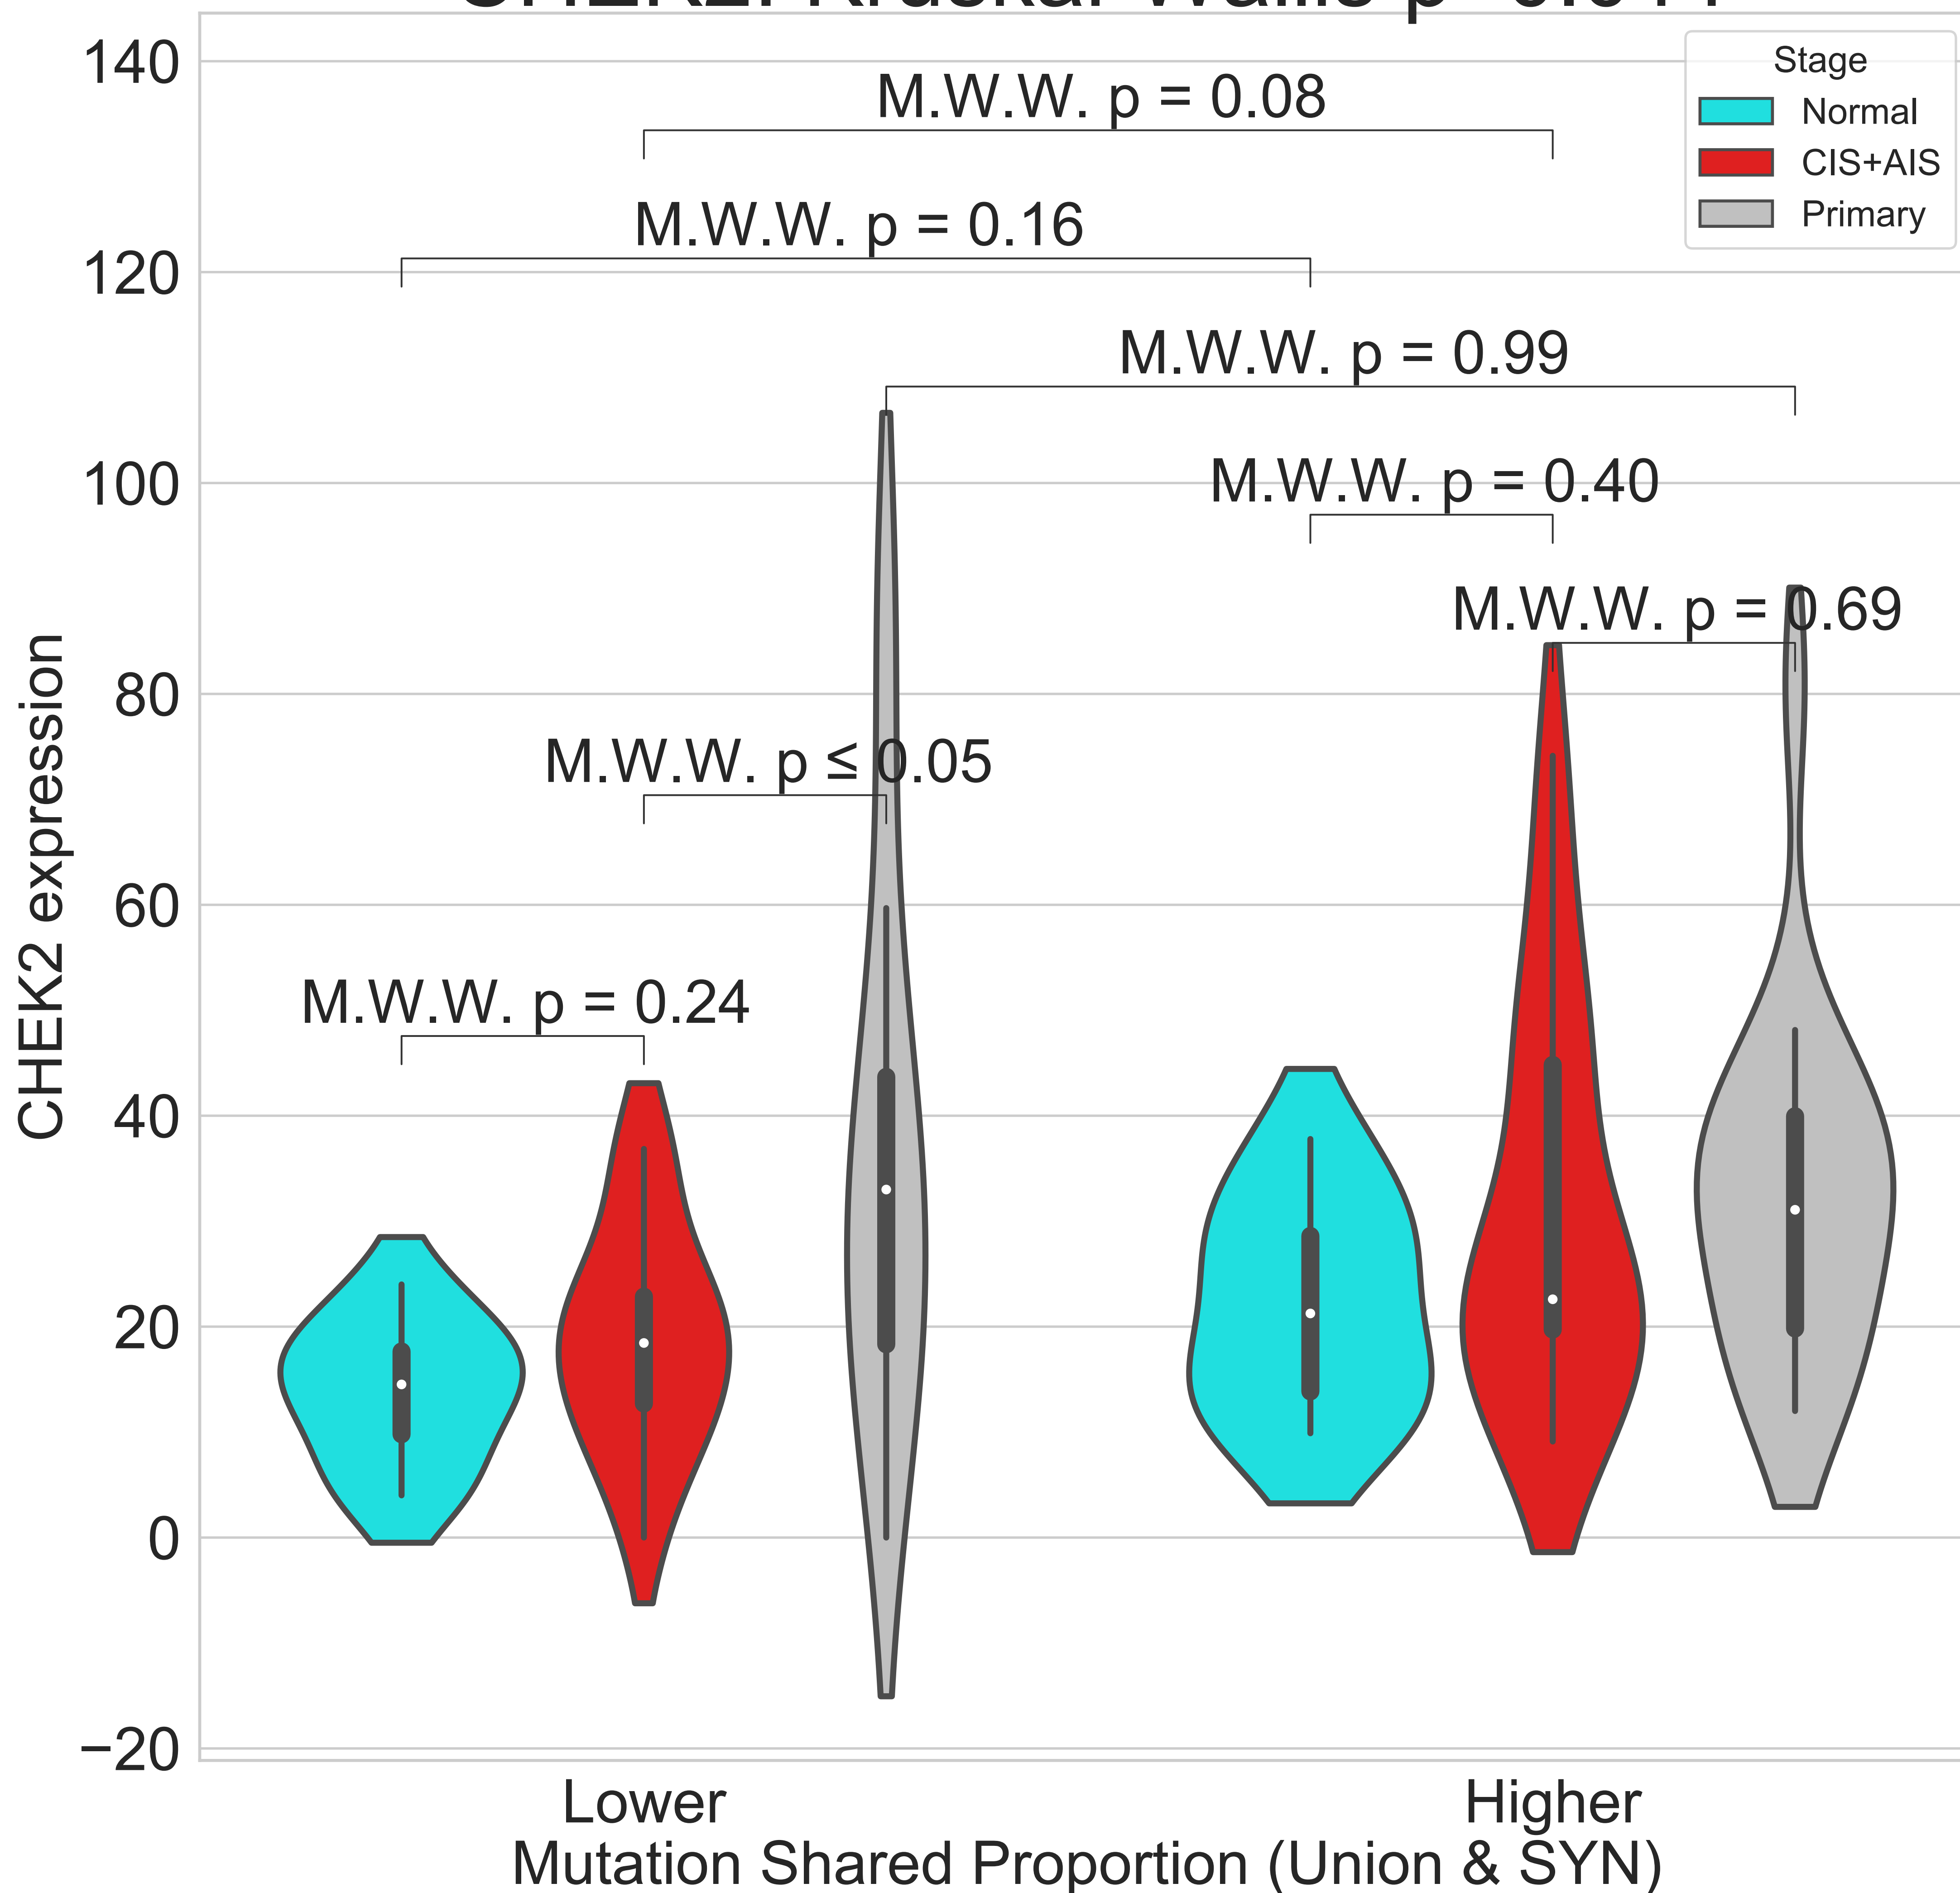 140
120
100
80
60
40
20
0
−20
CHEK2 expression
M.W.W. p = 0.08
M.W.W. p = 0.16
M.W.W. p = 0.99
M.W.W. p = 0.40
M.W.W. p = 0.69
M.W.W. p ≤ 0.05
M.W.W. p = 0.24
Stage
Normal
CIS+AIS
Primary
Lower
Higher
Mutation Shared Proportion (Union & SYN)